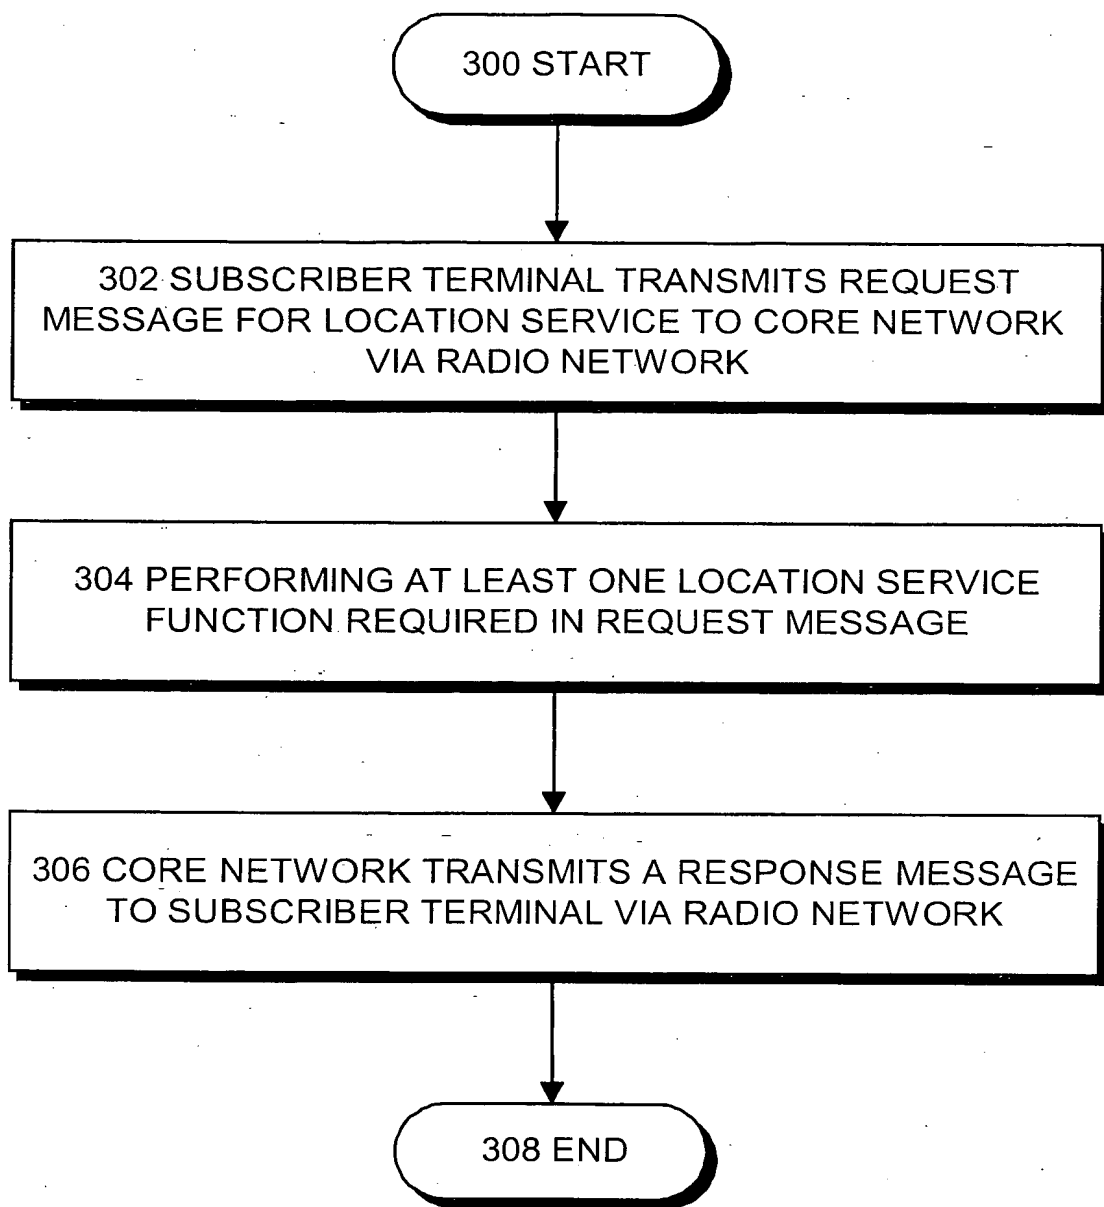 300 START
302 SUBSCRIBER TERMINAL TRANSMITS REQUEST
MESSAGE FOR LOCATION SERVICE TO CORE NETWORK
VIA RADIO NETWORK
304 PERFORMING AT LEAST ONE LOCATION SERVICE
FUNCTION REQUIRED IN REQUEST MESSAGE
306 CORE NETWORK TRANSMITS A RESPONSE MESSAGE
TO SUBSCRIBER TERMINAL VIA RADIO NETWORK
308 END